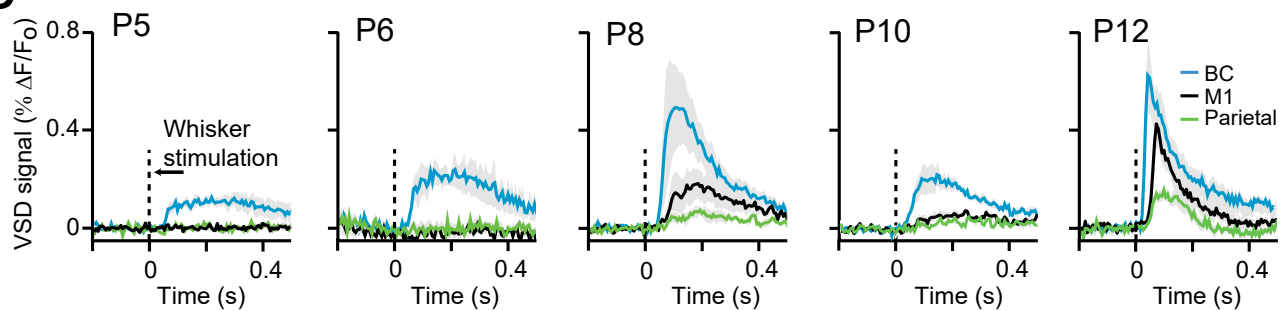 P5
P6
P8
P10
P12
VSD signal (% ΔF/Fo)
0.8
0.4
0
Whisker
stimulation
BC
M1
Parietal
0 0.4
0 0.4
0 0.4
0 0.4
0 0.4
Time (s)
Time (s)
Time (s)
Time (s)
Time (s)